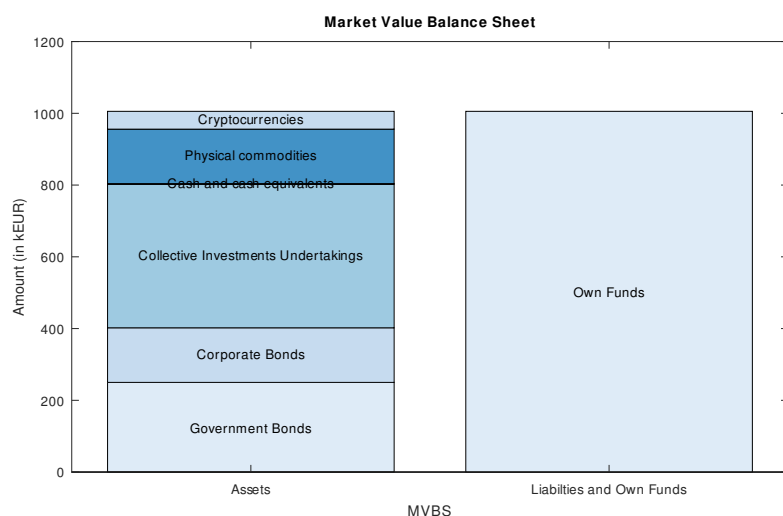 Market Value Balance Sheet
Amount (in kEUR)
1200
1000
800
600
400
200
0
Cryptocurrencies
Physical commodities
Cash and cash equivalents
Collective Investments Undertakings
Corporate Bonds
Government Bonds
Own Funds
Assets
Liabilties and Own Funds
MVBS